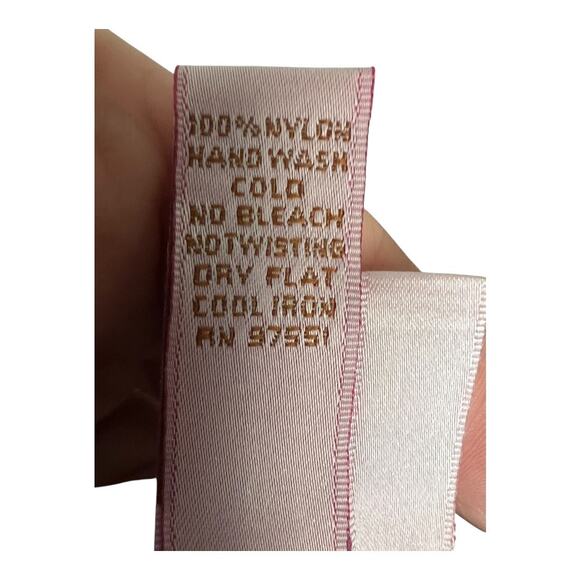 100% NYLON
HAND WASH
COLD
NO BLEACH
NO TWISTING
DRY FLAT
COOL IRON
RN 97551